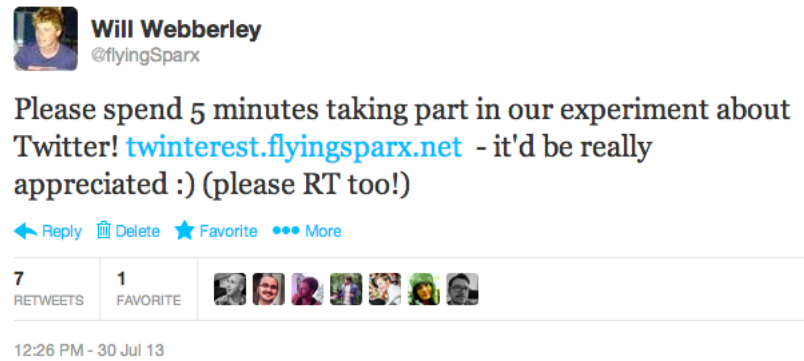 Will Webberley
@flyingSparx
Please spend 5 minutes taking part in our experiment about
Twitter! twinterest.flyingsparx.net - it'd be really
appreciated :) (please RT too!)
Reply Delete Favorite More
7 1
RETWEETS FAVORITE
12:26 PM - 30 Jul 13